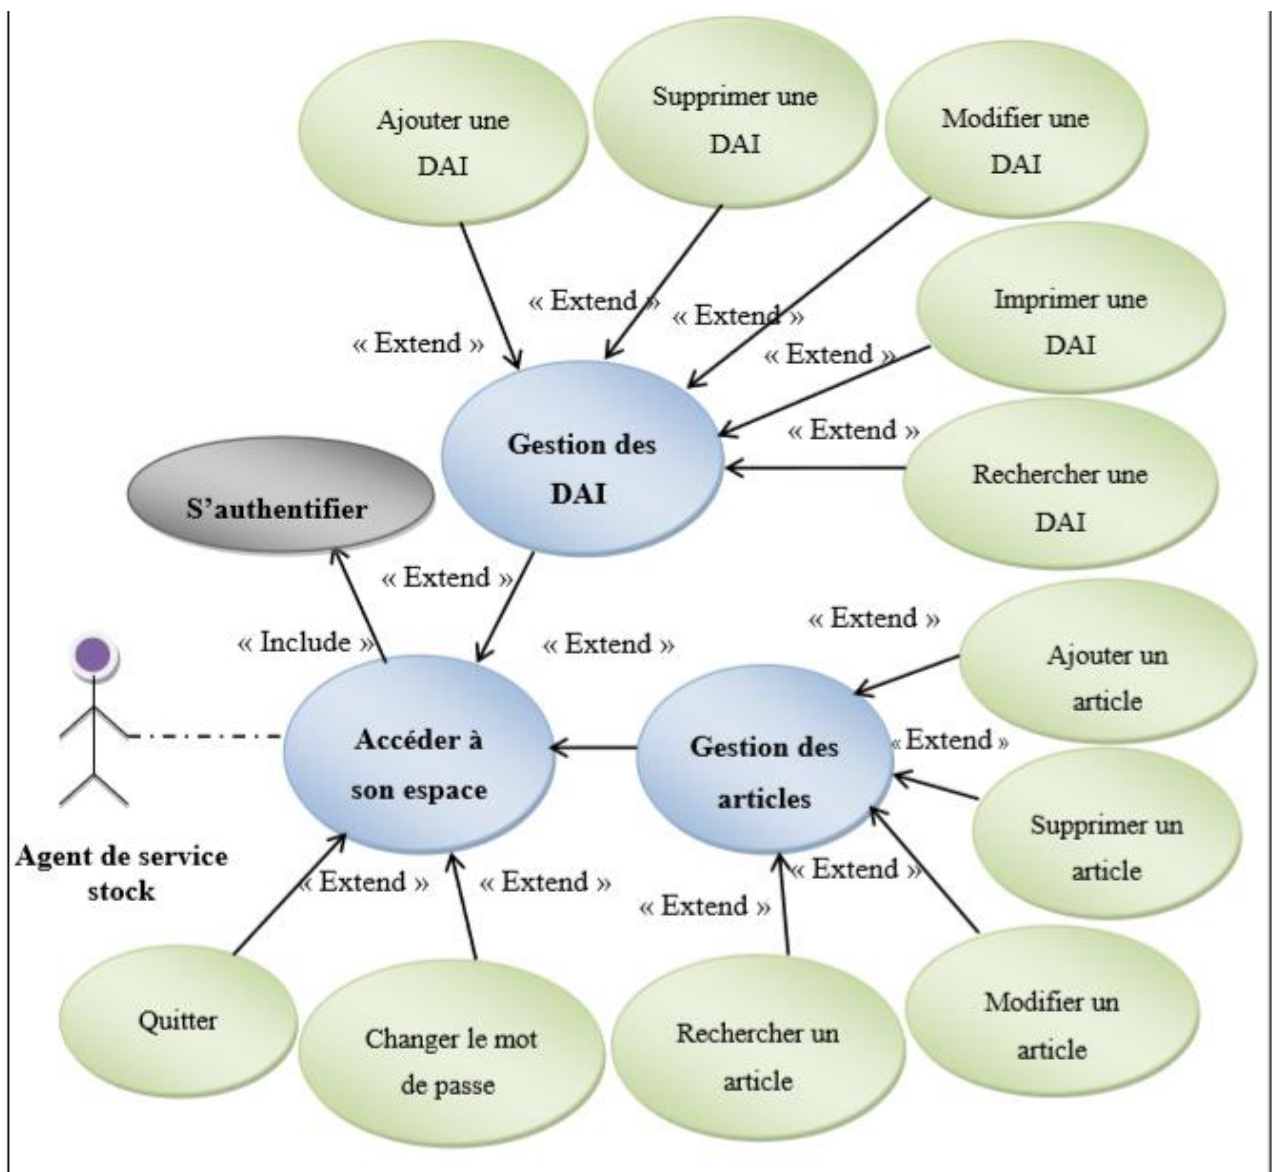 Ajouter une
DAI
Supprimer une
DAI
Modifier une
DAI
Imprimer une
DAI
Rechercher une
DAI
« Extend »
« Extend »
« Extend »
« Extend »
« Extend »
Gestion des
DAI
S’authentifier
« Extend »
« Include »
« Extend »
« Extend »
Ajouter un
article
Accéder à
son espace
Gestion des
articles
« Extend »
Supprimer un
article
Agent de service
stock
« Extend »
« Extend »
« Extend »
« Extend »
Quitter
Changer le mot
de passe
Rechercher un
article
Modifier un
article